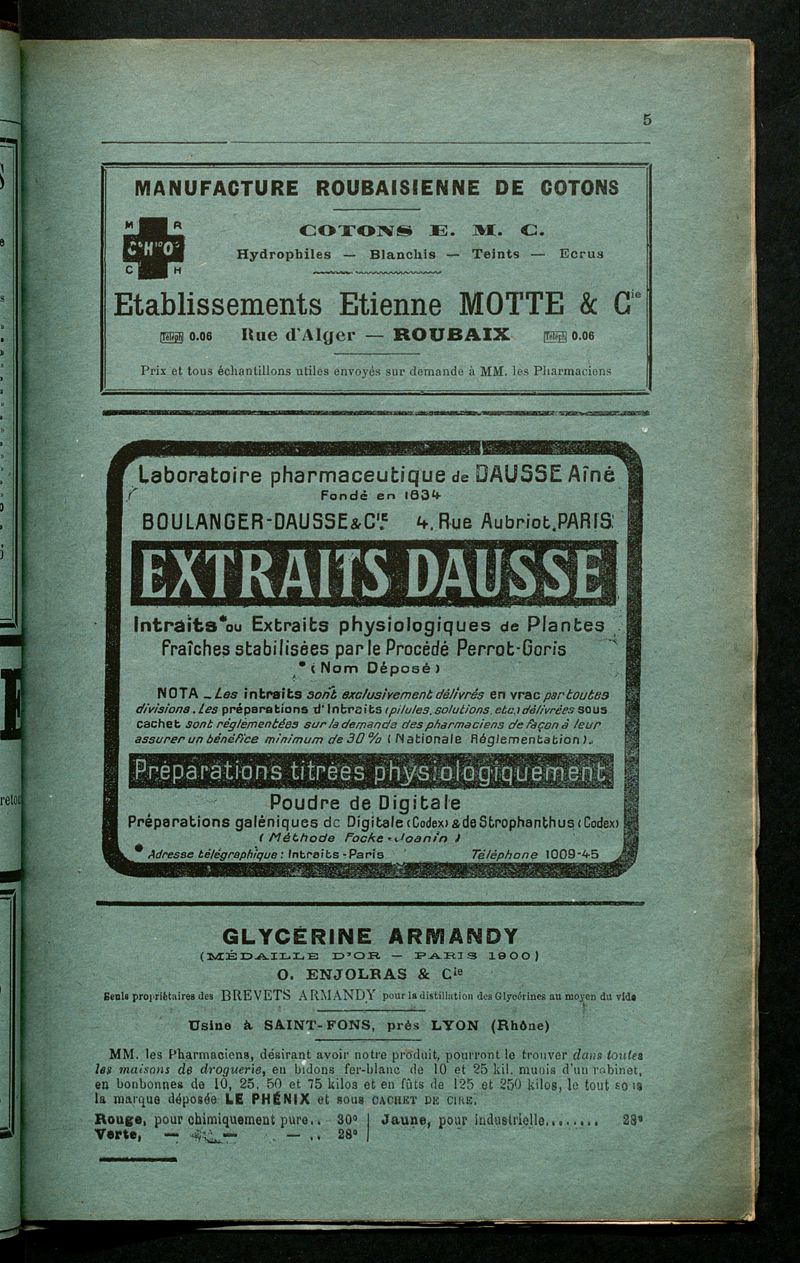 5
MANUFACTURE ROUBAISIENNE DE COTONS
M R
C H
COTONS E. M. C.
Hydrophiles — Blanchis — Teints — Ecrus
Etablissements Etienne MOTTE & Cie
Téléph 0.06 Rue d'Alger — ROUBAIX Téléph 0.06
Prix et tous échantillons utiles envoyés sur demande à MM. les Pharmaciens
Laboratoire pharmaceutique de DAUSSE Aîné
Fondé en 1834
BOULANGER-DAUSSE & Cie 4, Rue Aubriot, PARIS.
EXTRAITS DAUSSE
Intraits* ou Extraits physiologiques de Plantes
Fraîches stabilisées par le Procédé Perrot-Goris
* (Nom Déposé)
NOTA _ Les intraits sont exclusivement délivrés en vrac par toutes
divisions. Les préparations d'Intraits (pilules, solutions, etc.) délivrées sous
cachet sont réglementées sur la demande des pharmaciens de façon à leur
assurer un bénéfice minimum de 30 % (Nationale Réglementation).
Préparations titrées physiologiquement
Poudre de Digitale
Préparations galéniques de Digitale (Codex) & de Strophanthus (Codex)
(Méthode Focke-Joanin)
* Adresse télégraphique : Intraits-Paris Téléphone 1009-45
GLYCÉRINE ARMANDY
(MÉDAILLE D'OR — PARIS 1900)
O. ENJOLRAS & Cie
Seuls propriétaires des BREVETS ARMANDY pour la distillation des Glycérines au moyen du vide
Usine à SAINT-FONS, près LYON (Rhône)
MM. les Pharmaciens, désirant avoir notre produit, pourront le trouver dans toutes
les maisons de droguerie, en bidons fer-blanc de 10 et 25 kil. munis d'un robinet,
en bonbonnes de 10, 25, 50 et 75 kilos et en fûts de 125 et 250 kilos, le tout sous
la marque déposée LE PHÉNIX et sous CACHET DE CIRE.
Rouge, pour chimiquement pure.. 30° | Jaune, pour industrielle........ 28°
Verte, — — .. 28° |